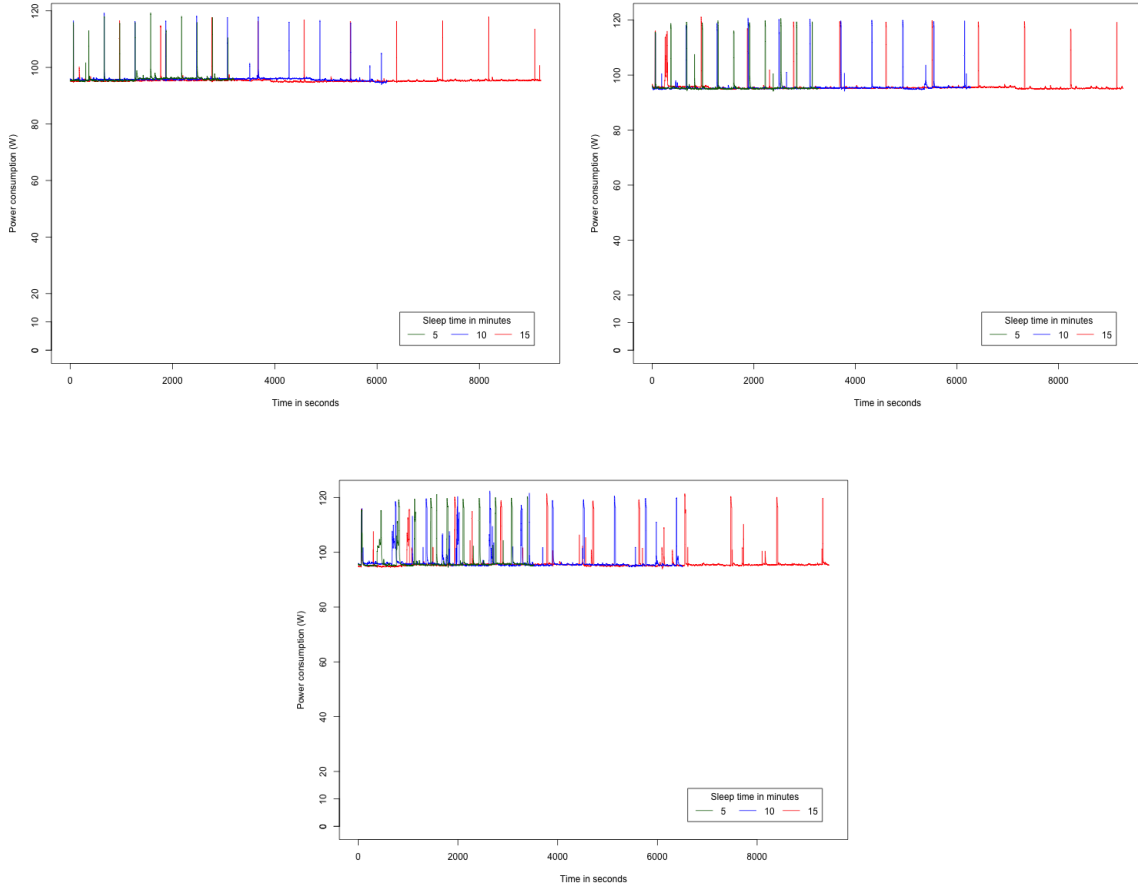 120
100
80
60
40
20
10
0
Power consumption (W)
Sleep time in minutes
5 10 15
0 2000 4000 6000 8000
Time in seconds
120
100
80
60
40
20
10
0
Power consumption (W)
Sleep time in minutes
5 10 15
0 2000 4000 6000 8000
Time in seconds
120
100
80
60
40
20
10
0
Power consumption (W)
Sleep time in minutes
5 10 15
0 2000 4000 6000 8000
Time in seconds